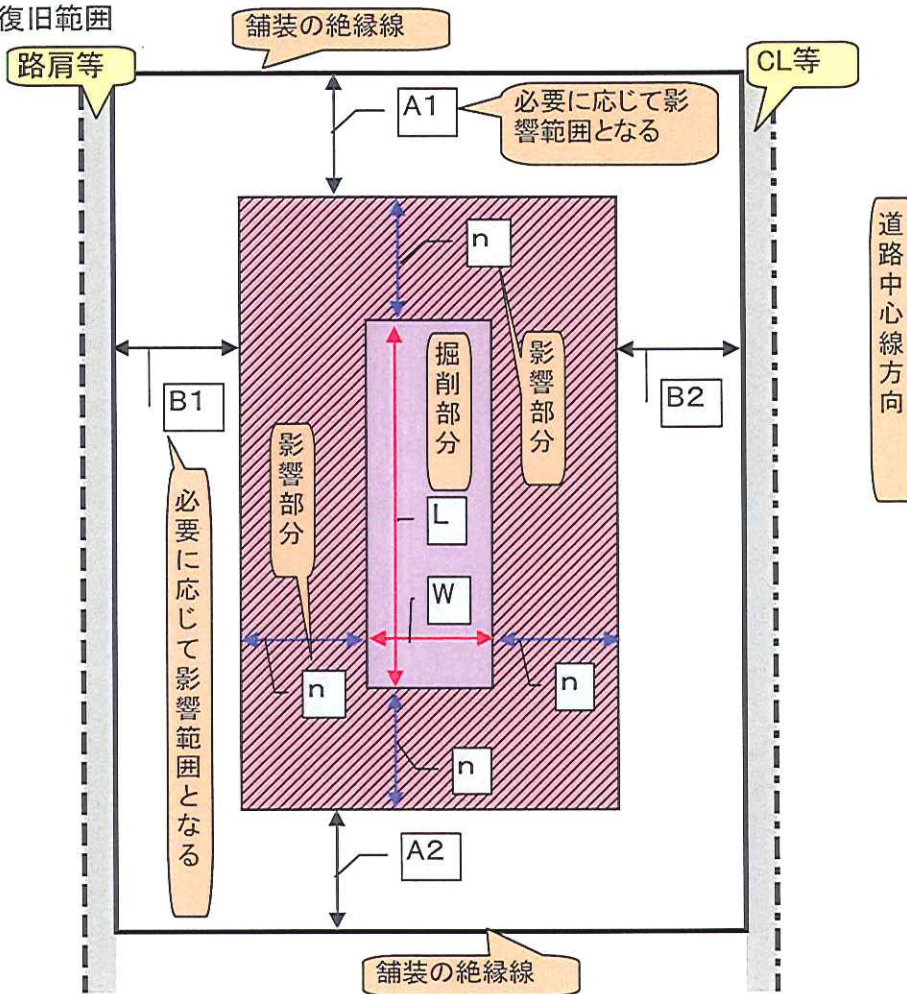 復旧範囲
舗装の絶縁線
路肩等
CL等
A1
必要に応じて影
響範囲となる
n
道路中心線方向
掘削部分
影響部分
B1
B2
影響部分
必要に応じて影響範囲となる
L
W
n
n
n
A2
舗装の絶縁線